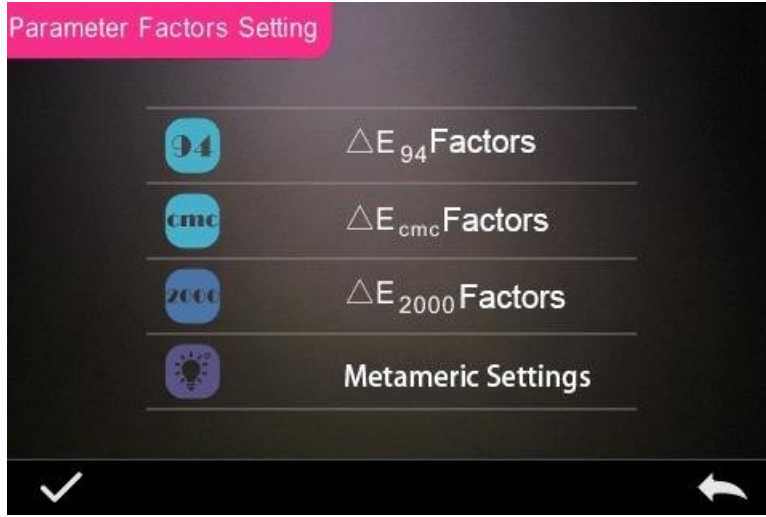 Parameter Factors Setting
94 △E94Factors
cmc △EcmcFactors
2000 △E2000Factors
Metameric Settings